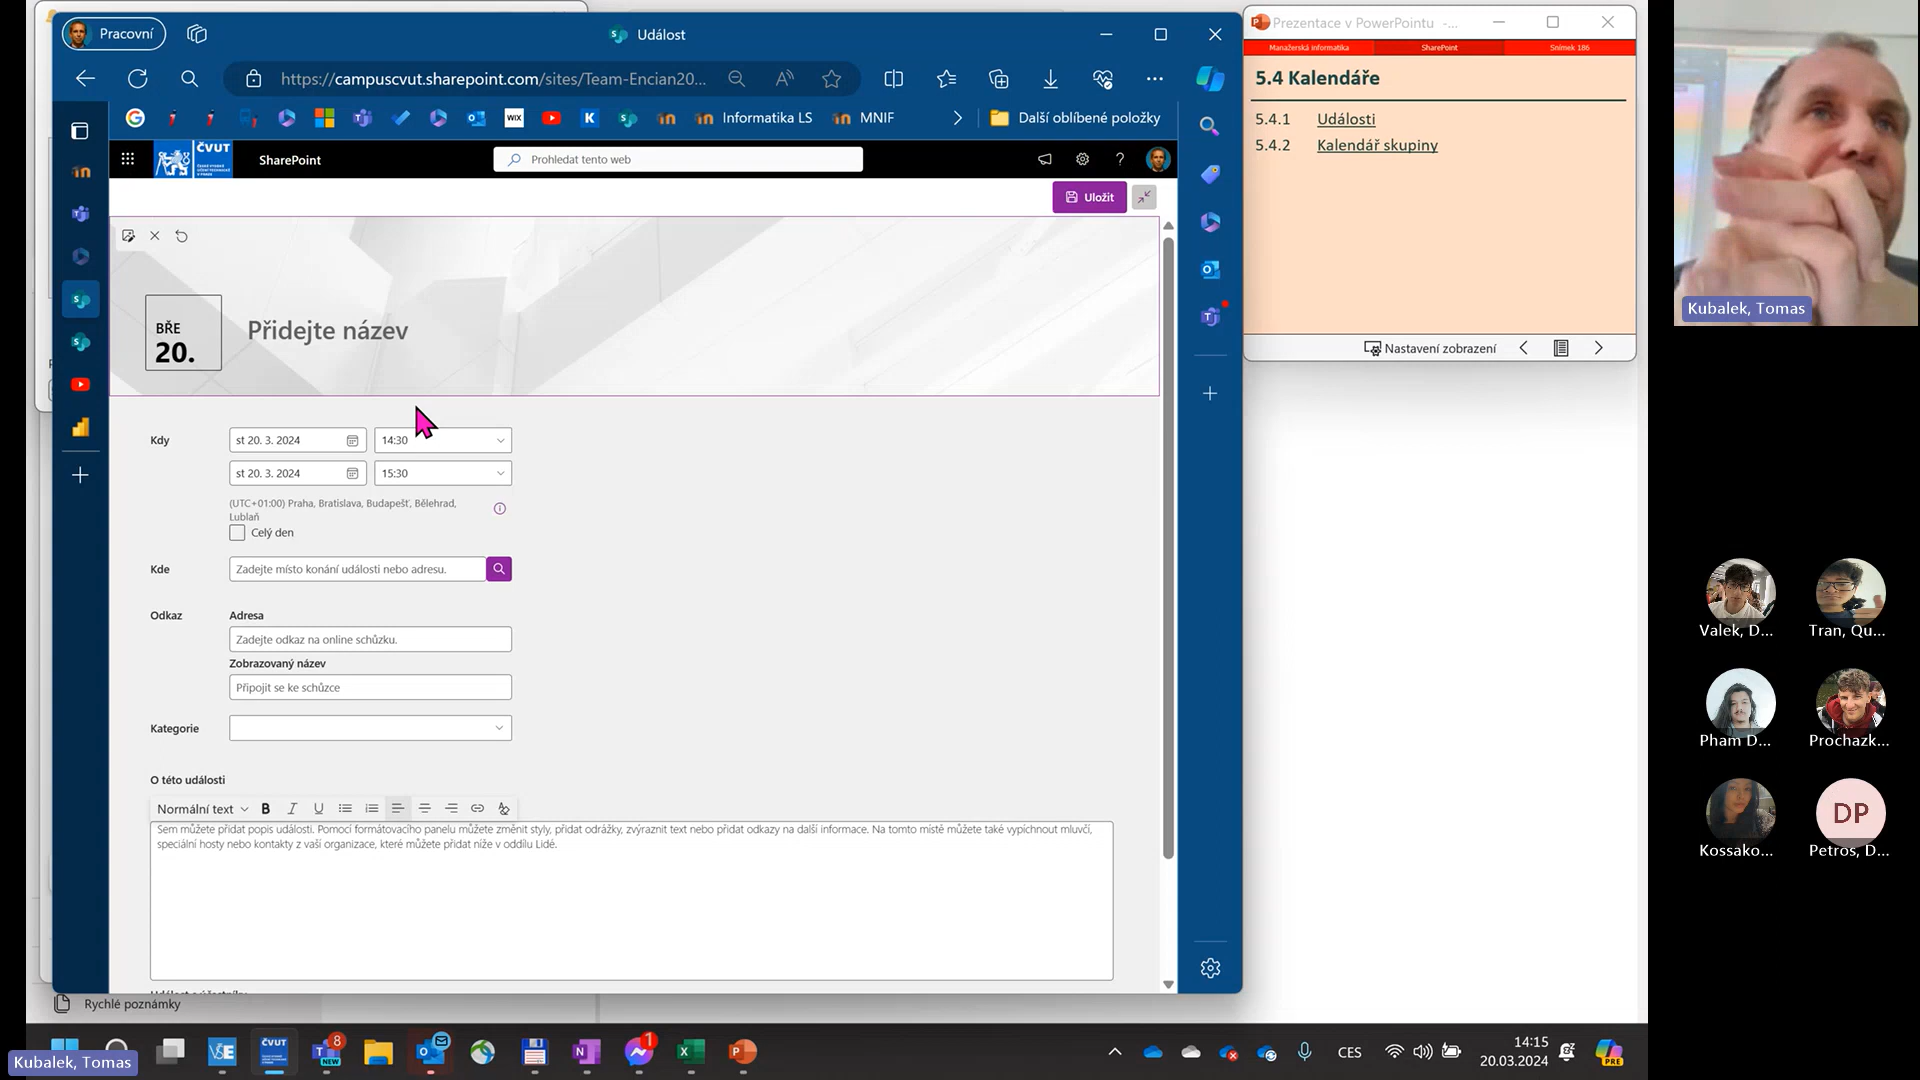 Pracovní
Událost
https://campuscvut.sharepoint.com/sites/Team-Encian20...
Informatika LS
MNIF
Další oblíbené položky
ČVUT
SharePoint
Prohledat tento web
Uložit
BŘE
20.
Přidejte název
Kdy
st 20. 3. 2024
14:30
st 20. 3. 2024
15:30
(UTC+01:00) Praha, Bratislava, Budapešť, Bělehrad,
Lublaň
Celý den
Kde
Zadejte místo konání události nebo adresu.
Odkaz
Adresa
Zadejte odkaz na online schůzku.
Zobrazovaný název
Připojit se ke schůzce
Kategorie
O této události
Normální text
Sem můžete přidat popis události. Pomocí formátovacího panelu můžete změnit styly, přidat odrážky, zvýraznit text nebo přidat odkazy na další informace. Na tomto místě můžete také vypíchnout mluvčí,
speciální hosty nebo kontakty z vaší organizace, které můžete přidat níže v oddílu Lidé.
Rychlé poznámky
Prezentace v PowerPointu -...
Manažerská informatika
SharePoint
Snímek 186
5.4 Kalendáře
5.4.1 Události
5.4.2 Kalendář skupiny
Nastavení zobrazení
Kubalek, Tomas
Valek, D...
Tran, Qu...
Pham D...
Prochazk...
Kossako...
DP
Petros, D...
Kubalek, Tomas
CES
14:15
20.03.2024